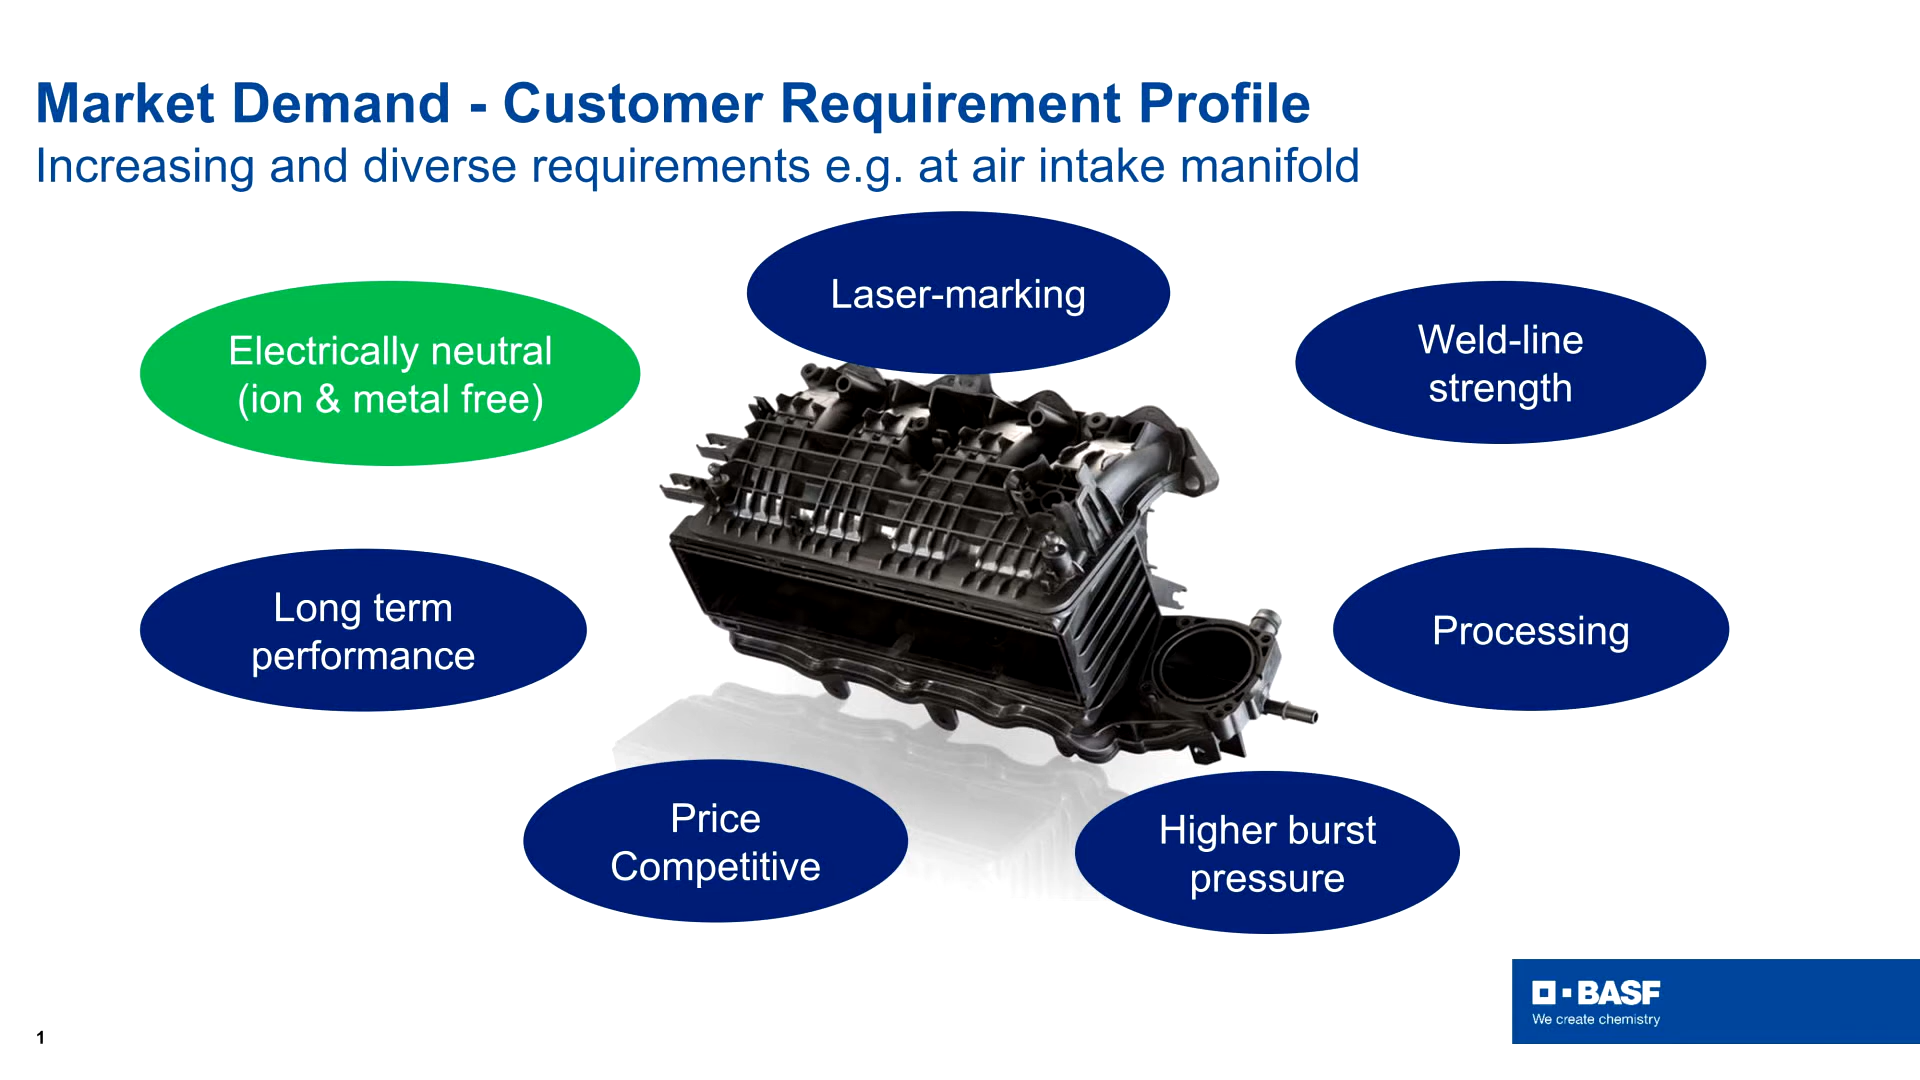 Market Demand - Customer Requirement Profile
Increasing and diverse requirements e.g. at air intake manifold
Laser-marking
Electrically neutral
(ion & metal free)
Weld-line
strength
Long term
performance
Processing
Price
Competitive
Higher burst
pressure
BASF
We create chemistry
1